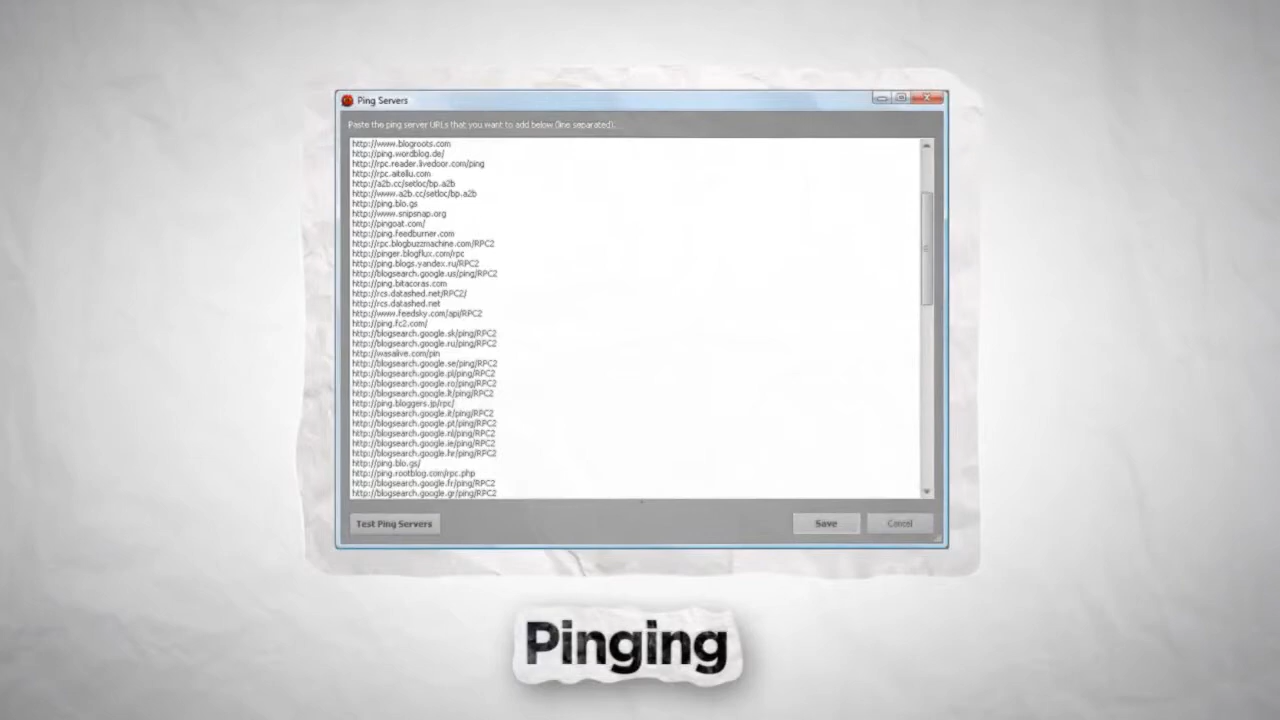 Ping Servers
Paste the ping server URLs that you want to add below (line separated)...
http://www.blogroots.com
http://ping.wordblog.de/
http://rpc.reader.livedoor.com/ping
http://rpc.aitellu.com
http://a2b.cc/setloc/bp.a2b
http://www.a2b.cc/setloc/bp.a2b
http://ping.blo.gs
http://www.snipsnap.org
http://pingoat.com/
http://ping.feedburner.com
http://rpc.blogbuzzmachine.com/RPC2
http://pinger.blogflux.com/rpc
http://ping.blogs.yandex.ru/RPC2
http://blogsearch.google.us/ping/RPC2
http://ping.bitacoras.com
http://rcs.datashed.net/RPC2/
http://rcs.datashed.net
http://www.feedsky.com/api/RPC2
http://ping.fc2.com/
http://blogsearch.google.sk/ping/RPC2
http://blogsearch.google.ru/ping/RPC2
http://wasalive.com/pin
http://blogsearch.google.se/ping/RPC2
http://blogsearch.google.pl/ping/RPC2
http://blogsearch.google.ro/ping/RPC2
http://blogsearch.google.lt/ping/RPC2
http://ping.bloggers.jp/rpc/
http://blogsearch.google.it/ping/RPC2
http://blogsearch.google.pt/ping/RPC2
http://blogsearch.google.nl/ping/RPC2
http://blogsearch.google.ie/ping/RPC2
http://blogsearch.google.hr/ping/RPC2
http://ping.blo.gs/
http://ping.rootblog.com/rpc.php
http://blogsearch.google.fr/ping/RPC2
http://blogsearch.google.gr/ping/RPC2
Test Ping Servers
Save
Cancel
Pinging